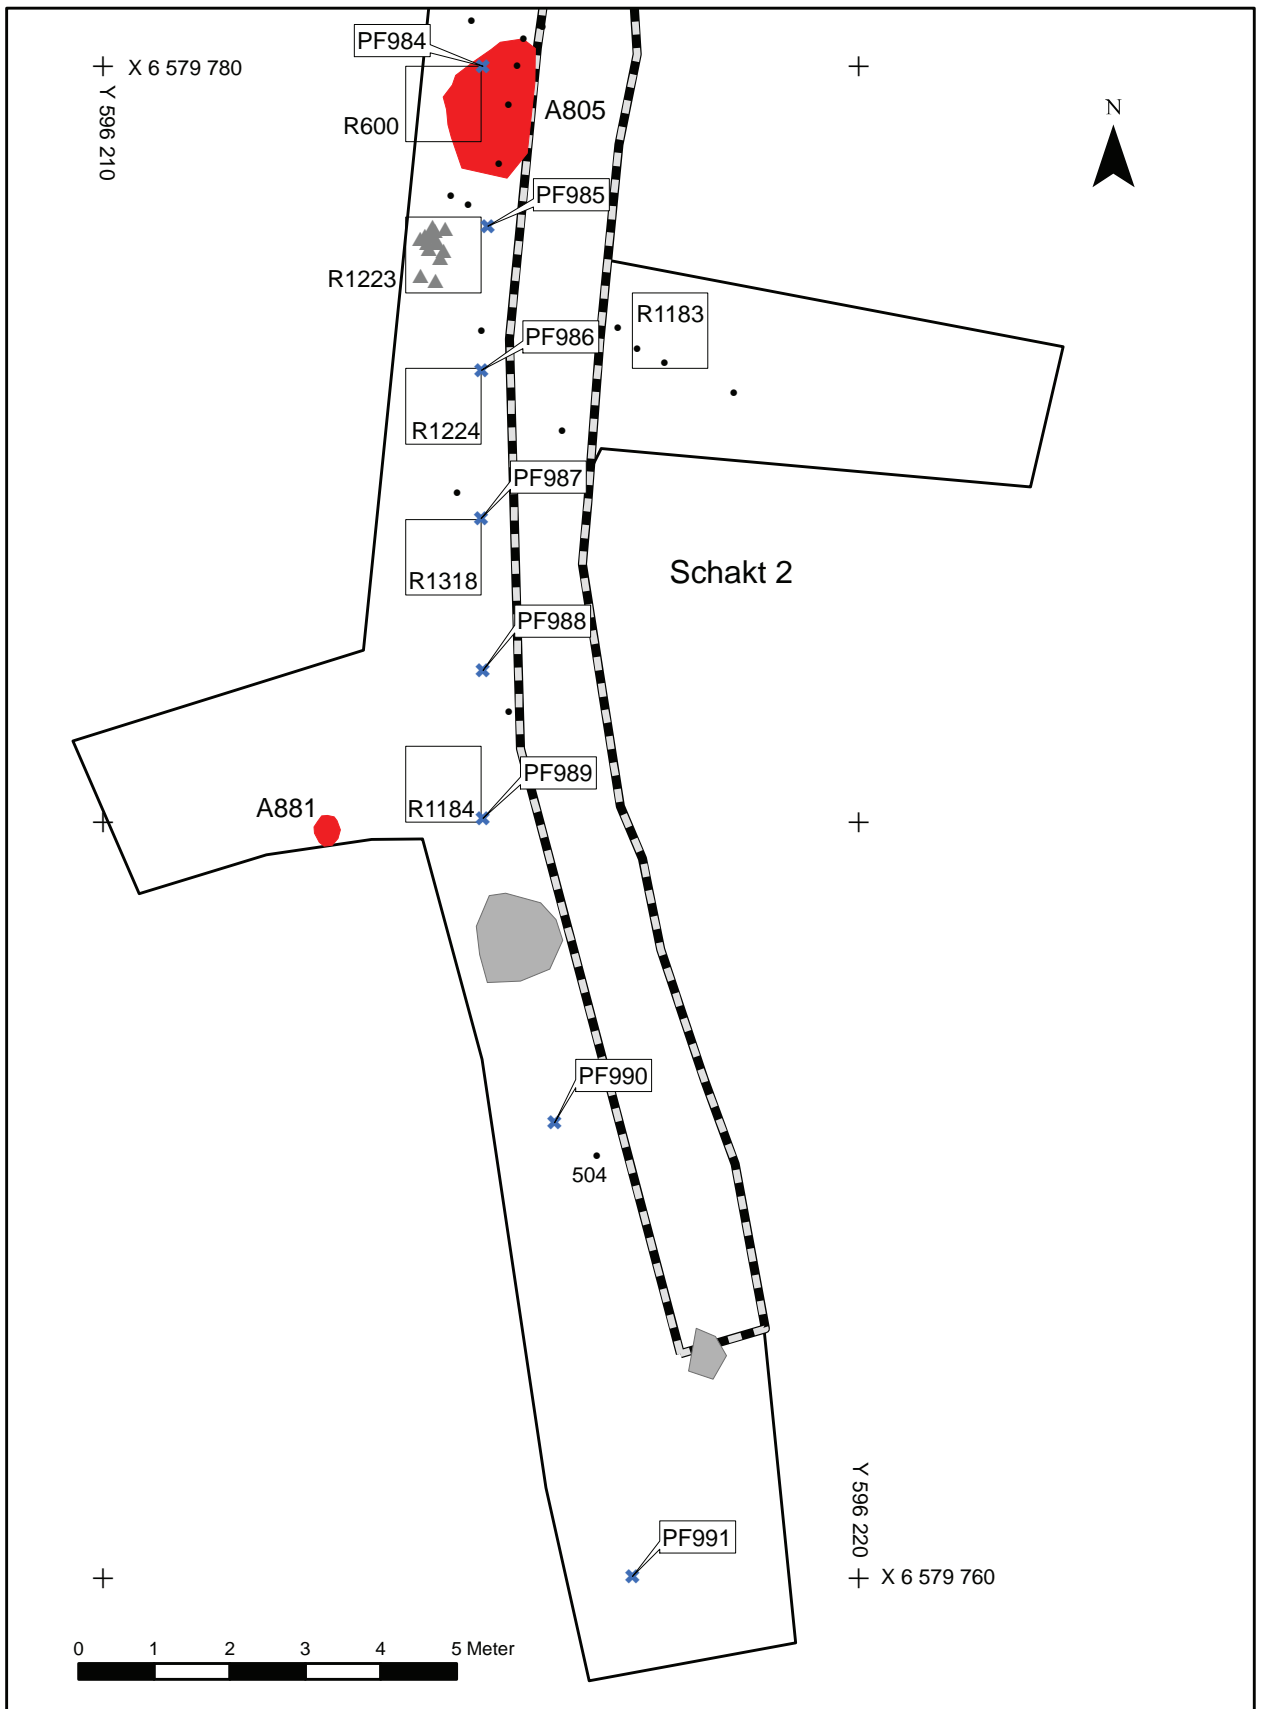 PF984
X 6 579 780
Y 596 210
R600
A805
N
PF985
R1223
R1183
PF986
R1224
PF987
R1318
Schakt 2
PF988
PF989
R1184
A881
PF990
504
Y 596 220
PF991
X 6 579 760
0 1 2 3 4 5 Meter